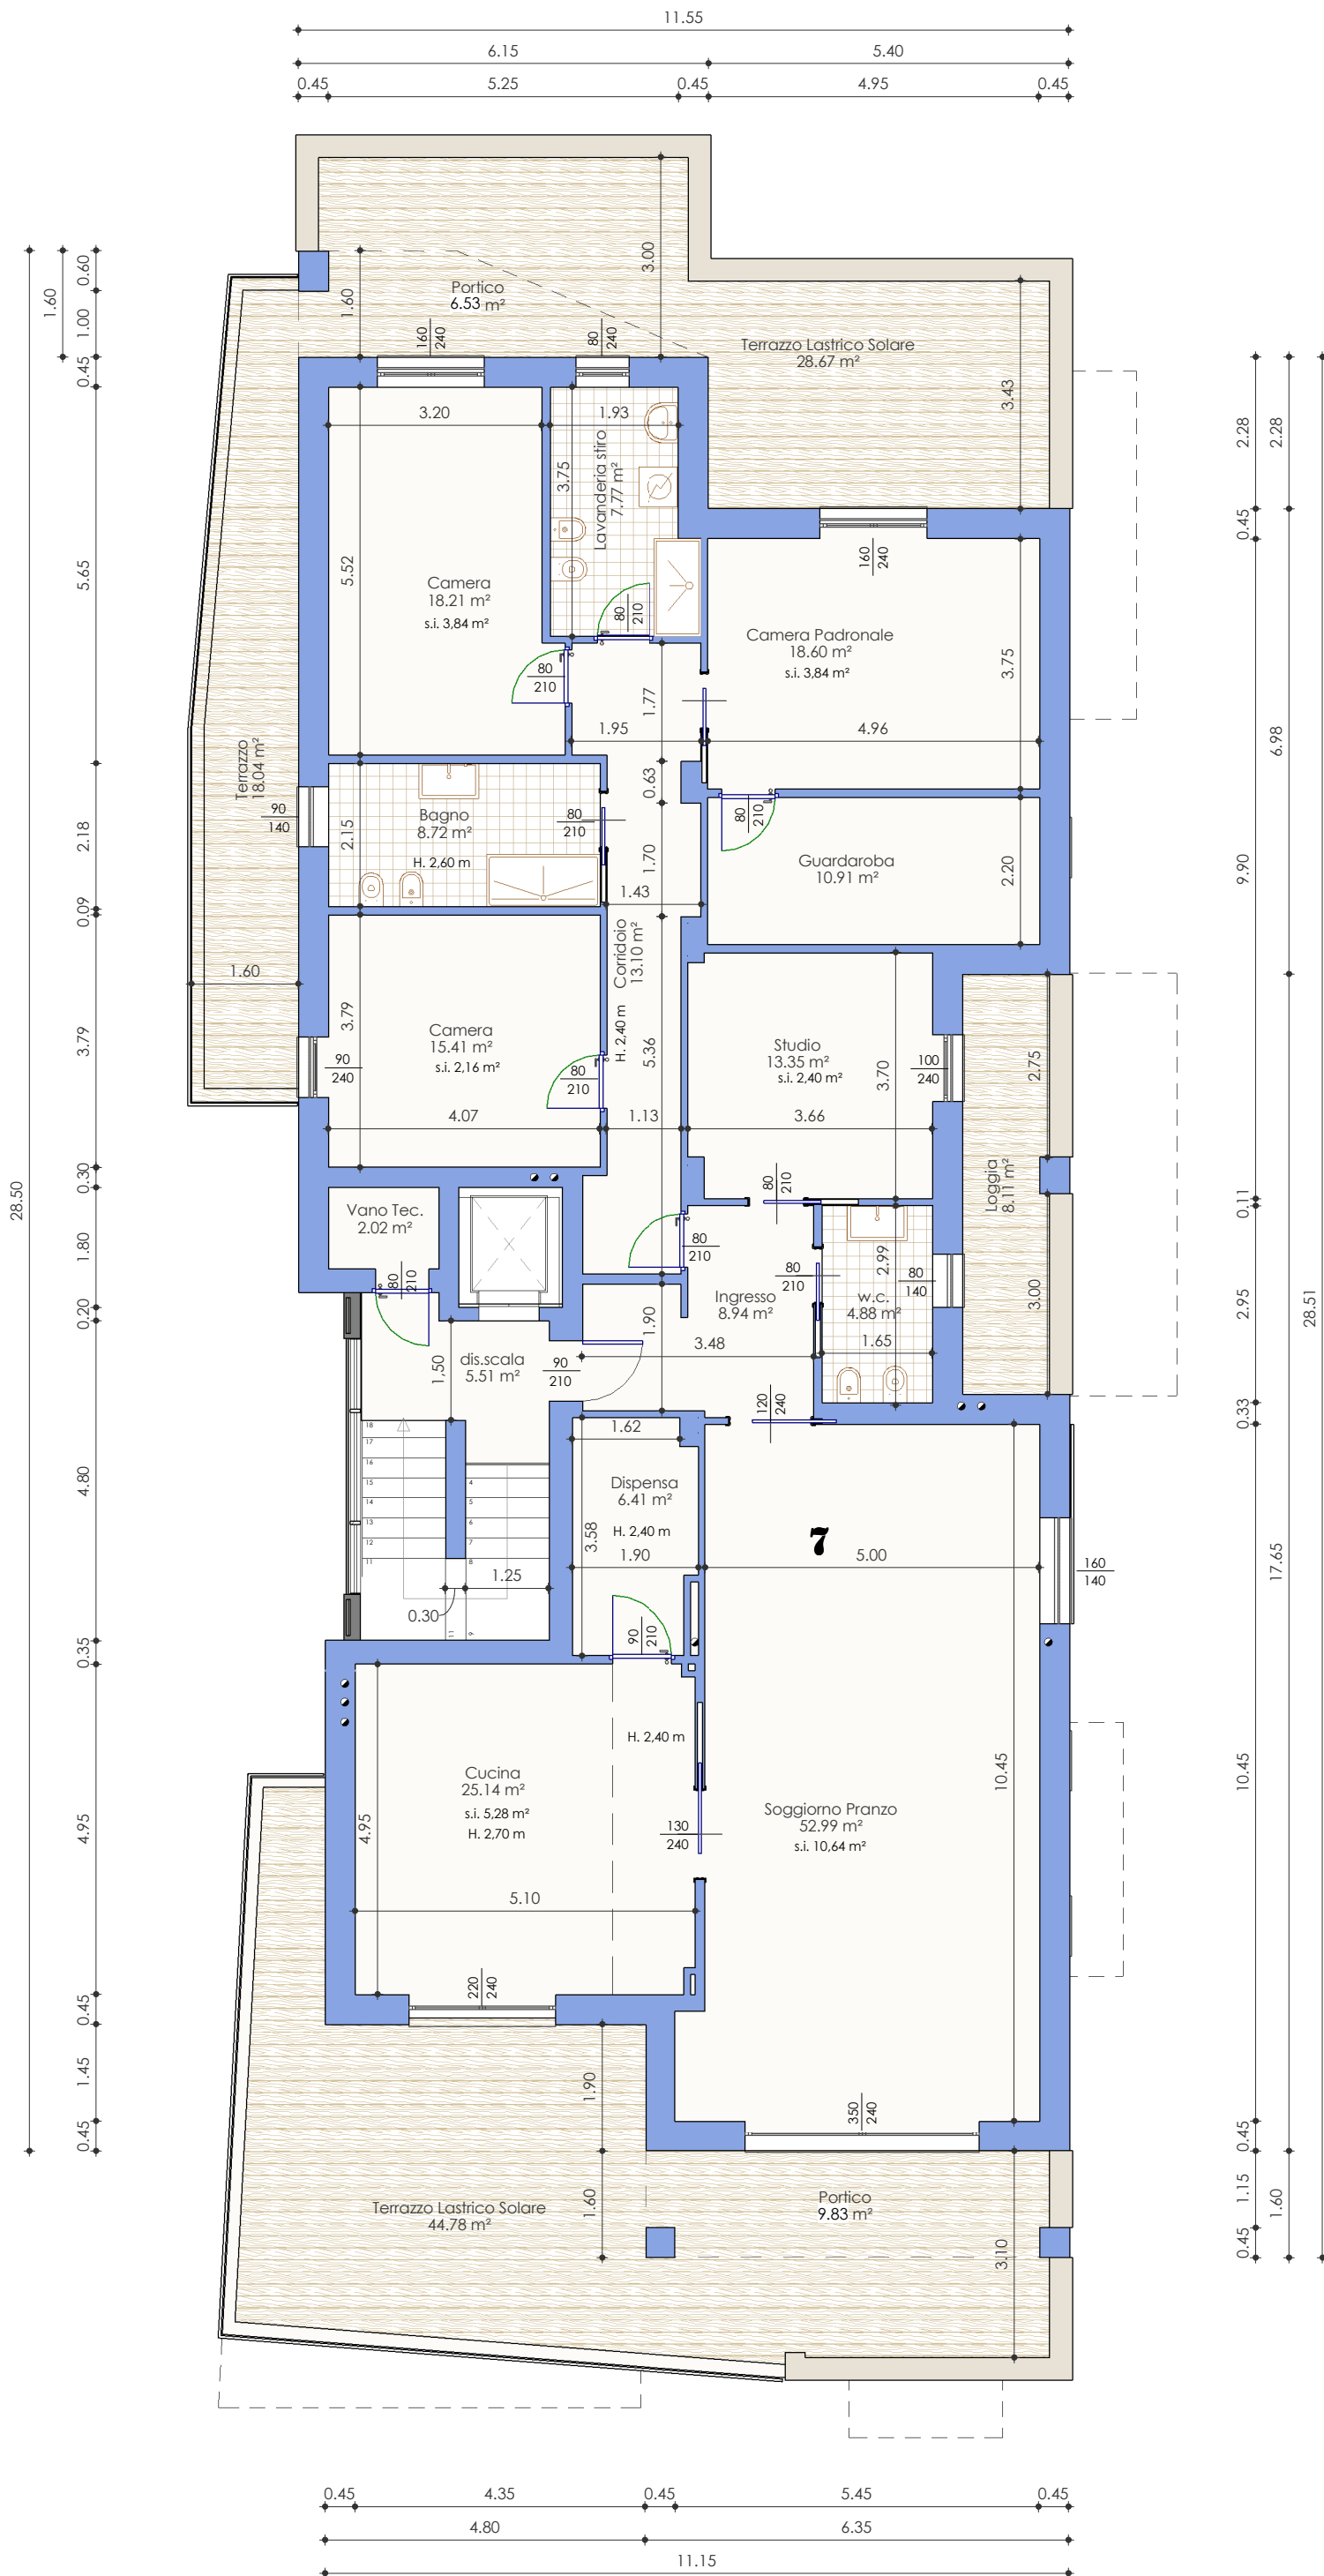 11.55
6.15 5.40
0.45 5.25 0.45 4.95 0.45
3.00
1.60 0.60
1.00
0.45
1.60
Portico
6.53 m²
160
240
80
240
Terrazzo Lastrico Solare
28.67 m²
3.43
2.28 2.28
0.45
3.20
1.93
3.75
Lavanderia stiro
7.77 m²
5.52
5.65
Camera
18.21 m²
s.i. 3,84 m²
80
210
160
240
Camera Padronale
18.60 m²
s.i. 3,84 m²
3.75
80
210
1.77
1.95
4.96
6.98
9.90
Terrazzo
18.04 m²
0.63
90
140
2.15
2.18
Bagno
8.72 m²
H. 2,60 m
80
210
80
210
1.70
1.43
Guardaroba
10.91 m²
2.20
0.09
1.60
Corridoio
13.10 m²
H. 2,40 m
5.36
3.79
3.79
Camera
15.41 m²
s.i. 2,16 m²
90
240
80
210
4.07
1.13
Studio
13.35 m²
s.i. 2,40 m²
3.70
100
240
3.66
2.75
28.50
0.30
80
210
Loggia
8.11 m²
0.11
Vano Tec.
2.02 m²
1.80
80
210
80
210
80
210
2.99
80
140
w.c.
4.88 m²
1.65
3.00
2.95
28.51
0.20
Ingresso
8.94 m²
1.90
3.48
1.50
dis.scala
5.51 m²
90
210
120
240
0.33
18
17
16
15
14
13
12
11
4
5
6
7
8
9
11
4.80
1.62
Dispensa
6.41 m²
H. 2,40 m
3.58
1.90
7
5.00
160
140
17.65
1.25
0.30
0.35
90
210
H. 2,40 m
Cucina
25.14 m²
s.i. 5,28 m²
H. 2,70 m
4.95
4.95
130
240
5.10
Soggiorno Pranzo
52.99 m²
s.i. 10,64 m²
10.45
10.45
220
240
0.45
1.45
0.45
1.90
350
240
0.45
1.15
1.60
0.45
1.60
Terrazzo Lastrico Solare
44.78 m²
Portico
9.83 m²
3.10
0.45 4.35 0.45 5.45 0.45
4.80 6.35
11.15